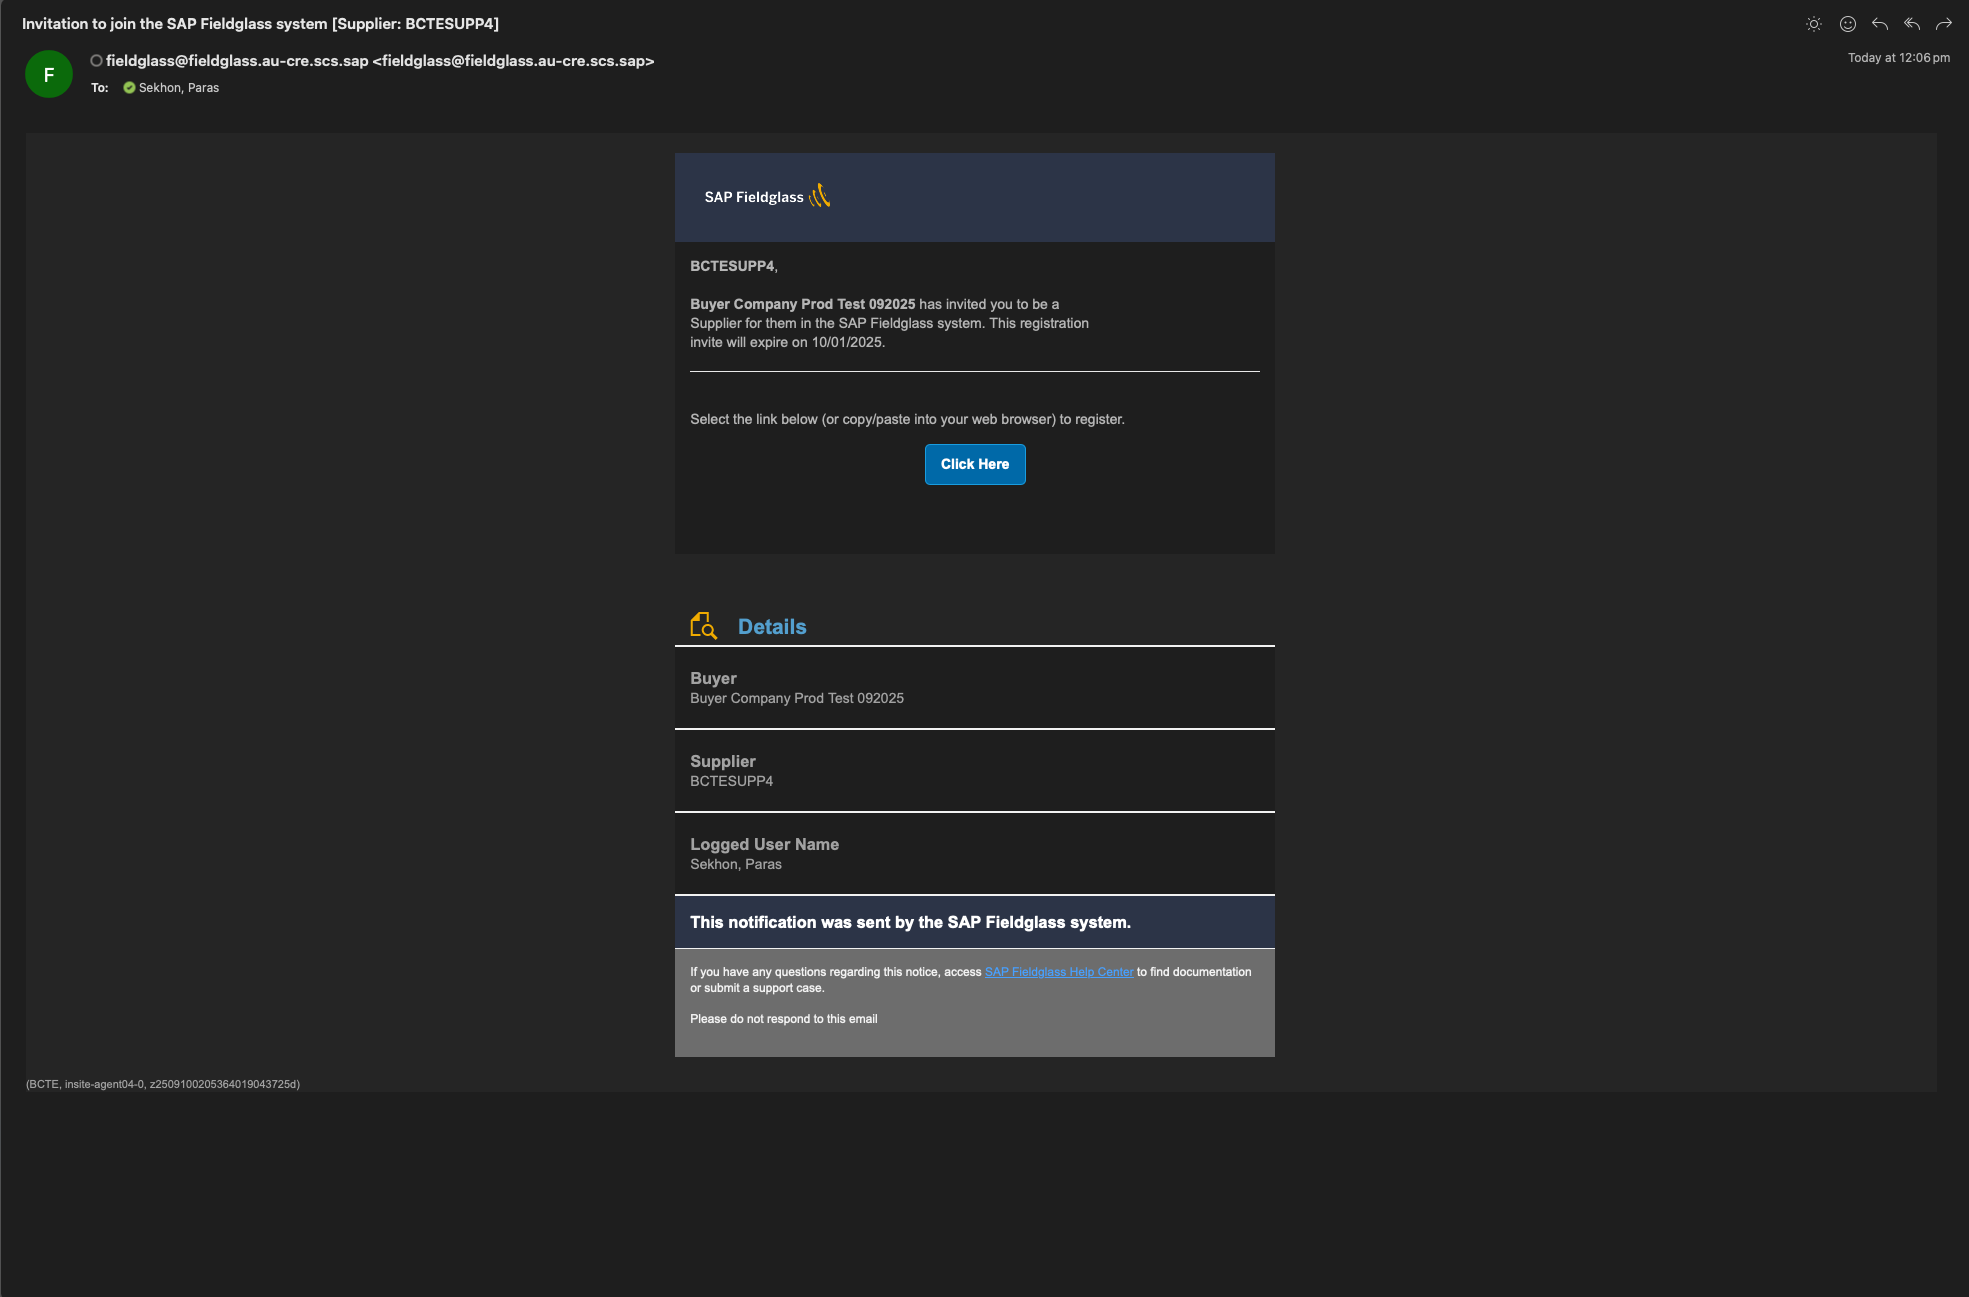 Invitation to join the SAP Fieldglass system [Supplier: BCTESUPP4]
F
fieldglass@fieldglass.au-cre.scs.sap <fieldglass@fieldglass.au-cre.scs.sap>
Today at 12:06 pm
To: Sekhon, Paras
SAP Fieldglass
BCTESUPP4,
Buyer Company Prod Test 092025 has invited you to be a
Supplier for them in the SAP Fieldglass system. This registration
invite will expire on 10/01/2025.
Select the link below (or copy/paste into your web browser) to register.
Click Here
Details
Buyer
Buyer Company Prod Test 092025
Supplier
BCTESUPP4
Logged User Name
Sekhon, Paras
This notification was sent by the SAP Fieldglass system.
If you have any questions regarding this notice, access SAP Fieldglass Help Center to find documentation
or submit a support case.
Please do not respond to this email
(BCTE, insite-agent04-0, z2509100205364019043725d)